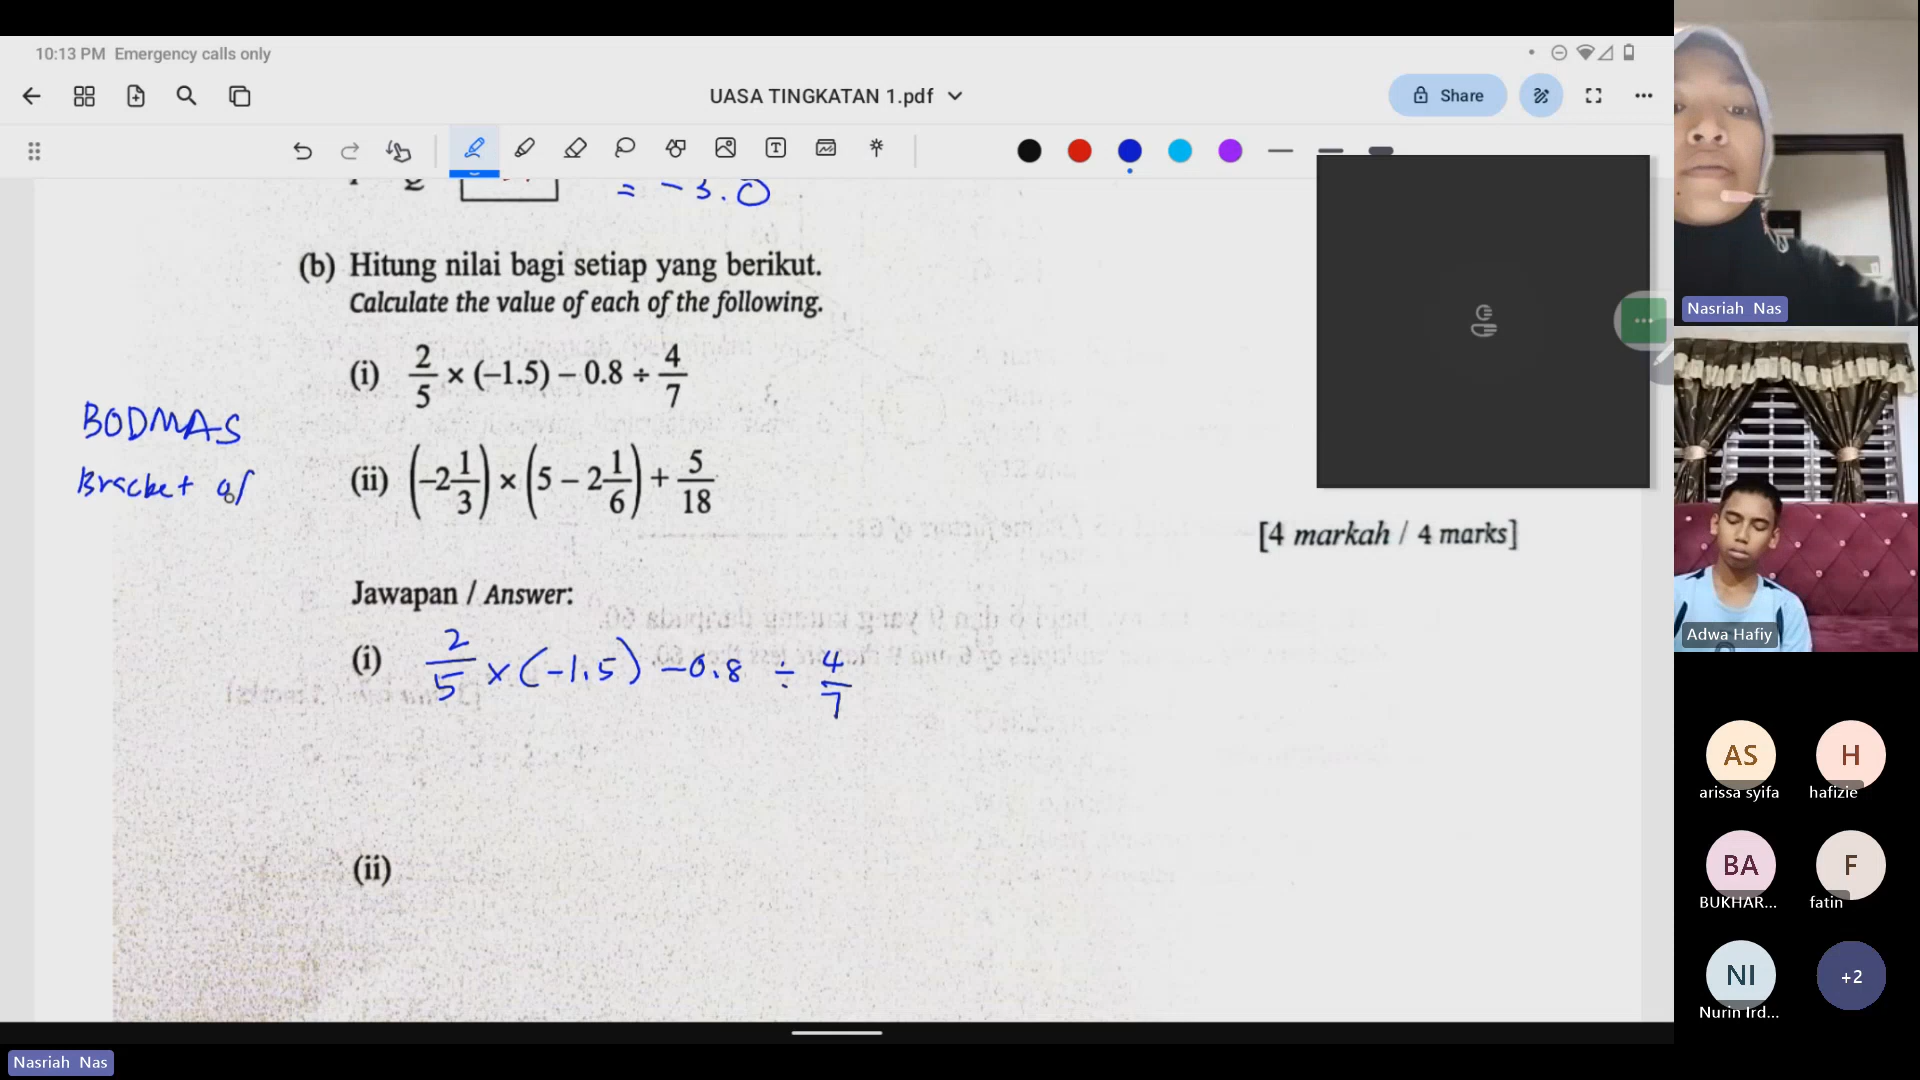 10:13 PM Emergency calls only
UASA TINGKATAN 1.pdf
Share
= -3.0
(b) Hitung nilai bagi setiap yang berikut.
Calculate the value of each of the following.
(i) 2/5 × (−1.5) − 0.8 ÷ 4/7
BODMAS
Bracket of
(ii) (−2 1/3) × (5 − 2 1/6) + 5/18
[4 markah / 4 marks]
Jawapan / Answer:
(i) 2/5 × (−1.5) − 0.8 ÷ 4/7
(ii)
Nasriah Nas
Adwa Hafiy
AS
arissa syifa
H
hafizie
BA
BUKHAR...
F
fatin
NI
Nurin Ird...
+2
Nasriah Nas